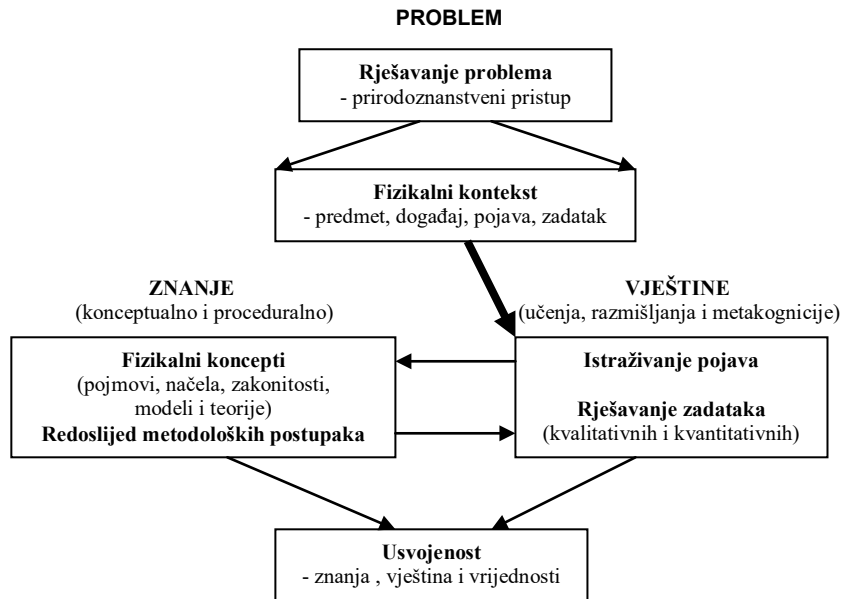 PROBLEM
Rješavanje problema
- prirodoznanstveni pristup
Fizikalni kontekst
- predmet, događaj, pojava, zadatak
ZNANJE
(konceptualno i proceduralno)
VJEŠTINE
(učenja, razmišljanja i metakognicije)
Fizikalni koncepti
(pojmovi, načela, zakonitosti,
modeli i teorije)
Redoslijed metodoloških postupaka
Istraživanje pojava
Rješavanje zadataka
(kvalitativnih i kvantitativnih)
Usvojenost
- znanja , vještina i vrijednosti